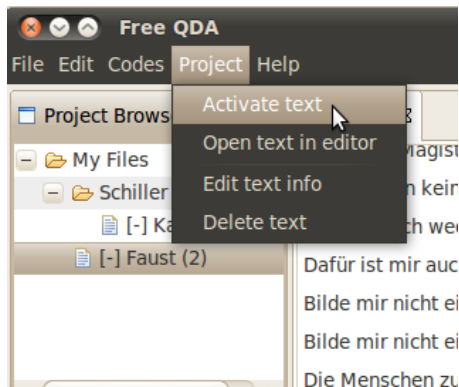 Free QDA
File Edit Codes Project Help
Activate text
Open text in editor
Edit text info
Delete text
Project
My Files
Schiller
[-]
[-] Faust (2)
kein
Dafür ist mir auc
Bilde mir nicht ei
Bilde mir nicht ei
Die Menschen zu